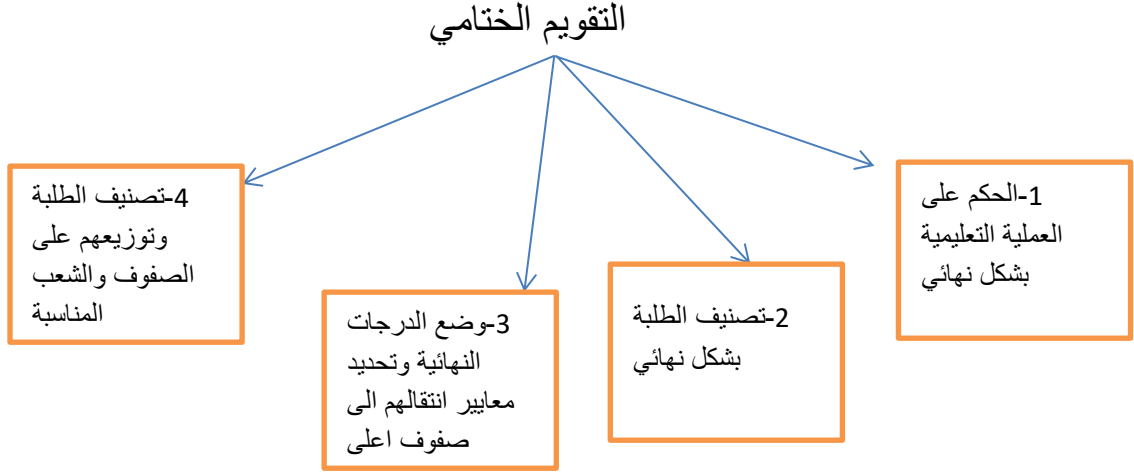 التقويم الختامي
1-الحكم على
العملية التعليمية
بشكل نهائي
2-تصنيف الطلبة
بشكل نهائي
3-وضع الدرجات
النهائية وتحديد
معايير انتقالهم الى
صفوف اعلى
4-تصنيف الطلبة
وتوزيعهم على
الصفوف والشعب
المناسبة